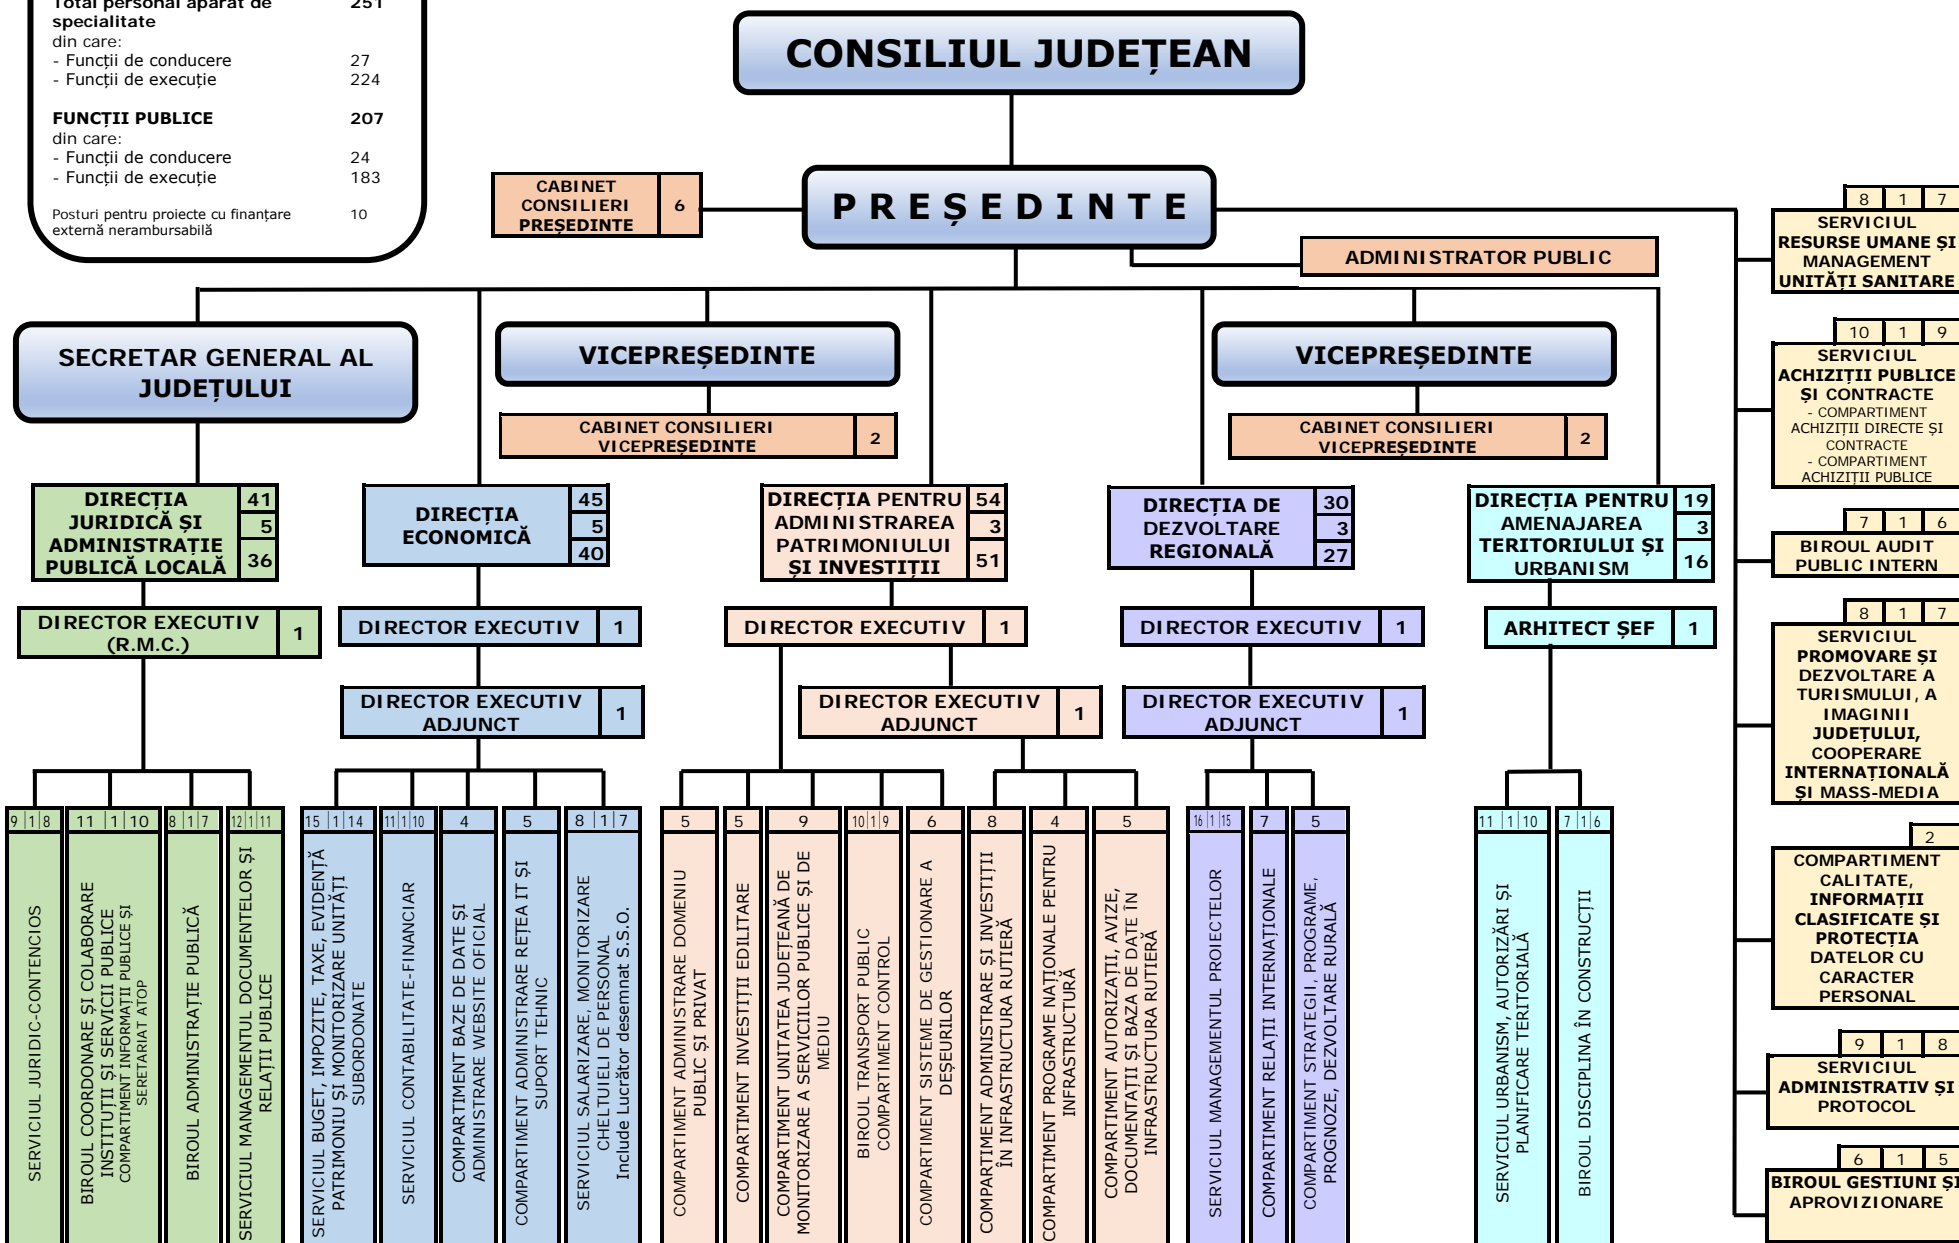 Total personal aparat de 251
specialitate
din care:
- Funcții de conducere 27
- Funcții de execuție 224
FUNCȚII PUBLICE 207
din care:
- Funcții de conducere 24
- Funcții de execuție 183
Posturi pentru proiecte cu finanțare 10
externă nerambursabilă
CONSILIUL JUDEȚEAN
CABINET
CONSILIERI 6
PREȘEDINTE
PREȘEDINTE
ADMINISTRATOR PUBLIC
SECRETAR GENERAL AL
JUDEȚULUI
VICEPREȘEDINTE
VICEPREȘEDINTE
CABINET CONSILIERI
VICEPREȘEDINTE 2
CABINET CONSILIERI
VICEPREȘEDINTE 2
DIRECȚIA 41
JURIDICĂ ȘI 5
ADMINISTRAȚIE
PUBLICĂ LOCALĂ 36
DIRECȚIA 45
ECONOMICĂ 5
40
DIRECȚIA PENTRU 54
ADMINISTRAREA 3
PATRIMONIULUI
ȘI INVESTIȚII 51
DIRECȚIA DE 30
DEZVOLTARE 3
REGIONALĂ 27
DIRECȚIA PENTRU 19
AMENAJAREA 3
TERITORIULUI ȘI
URBANISM 16
DIRECTOR EXECUTIV
(R.M.C.) 1
DIRECTOR EXECUTIV 1
DIRECTOR EXECUTIV 1
DIRECTOR EXECUTIV 1
ARHITECT ȘEF 1
DIRECTOR EXECUTIV
ADJUNCT 1
DIRECTOR EXECUTIV
ADJUNCT 1
DIRECTOR EXECUTIV
ADJUNCT 1
9 1 8
SERVICIUL JURIDIC-CONTENCIOS
11 1 10
BIROUL COORDONARE ȘI COLABORARE
INSTITUȚII ȘI SERVICII PUBLICE
COMPARTIMENT INFORMAȚII PUBLICE ȘI
SERETARIAT ATOP
8 1 7
BIROUL ADMINISTRAȚIE PUBLICĂ
12 1 11
SERVICIUL MANAGEMENTUL DOCUMENTELOR ȘI
RELAȚII PUBLICE
15 1 14
SERVICIUL BUGET, IMPOZITE, TAXE, EVIDENȚĂ
PATRIMONIU ȘI MONITORIZARE UNITĂȚI
SUBORDONATE
11 1 10
SERVICIUL CONTABILITATE-FINANCIAR
4
COMPARTIMENT BAZE DE DATE ȘI
ADMINISTRARE WEBSITE OFICIAL
5
COMPARTIMENT ADMINISTRARE REȚEA IT ȘI
SUPORT TEHNIC
8 1 7
SERVICIUL SALARIZARE, MONITORIZARE
CHELTUIELI DE PERSONAL
Include Lucrător desemnat S.S.O.
5
COMPARTIMENT ADMINISTRARE DOMENIU
PUBLIC ȘI PRIVAT
5
COMPARTIMENT INVESTIȚII EDILITARE
9
COMPARTIMENT UNITATEA JUDEȚEANĂ DE
MONITORIZARE A SERVICIILOR PUBLICE ȘI DE
MEDIU
10 1 9
BIROUL TRANSPORT PUBLIC
COMPARTIMENT CONTROL
6
COMPARTIMENT SISTEME DE GESTIONARE A
DEȘEURILOR
8
COMPARTIMENT ADMINISTRARE ȘI INVESTIȚII
ÎN INFRASTRUCTURA RUTIERĂ
4
COMPARTIMENT PROGRAME NAȚIONALE PENTRU
INFRASTRUCTURĂ
5
COMPARTIMENT AUTORIZAȚII, AVIZE,
DOCUMENTAȚII ȘI BAZA DE DATE ÎN
INFRASTRUCTURA RUTIERĂ
16 1 15
SERVICIUL MANAGEMENTUL PROIECTELOR
7
COMPARTIMENT RELAȚII INTERNAȚIONALE
5
COMPARTIMENT STRATEGII, PROGRAME,
PROGNOZE, DEZVOLTARE RURALĂ
11 1 10
SERVICIUL URBANISM, AUTORIZĂRI ȘI
PLANIFICARE TERITORIALĂ
7 1 6
BIROUL DISCIPLINA ÎN CONSTRUCȚII
8 1 7
SERVICIUL
RESURSE UMANE ȘI
MANAGEMENT
UNITĂȚI SANITARE
10 1 9
SERVICIUL
ACHIZIȚII PUBLICE
ȘI CONTRACTE
- COMPARTIMENT
ACHIZIȚII DIRECTE ȘI
CONTRACTE
- COMPARTIMENT
ACHIZIȚII PUBLICE
7 1 6
BIROUL AUDIT
PUBLIC INTERN
8 1 7
SERVICIUL
PROMOVARE ȘI
DEZVOLTARE A
TURISMULUI, A
IMAGINII
JUDEȚULUI,
COOPERARE
INTERNAȚIONALĂ
ȘI MASS-MEDIA
2
COMPARTIMENT
CALITATE,
INFORMAȚII
CLASIFICATE ȘI
PROTECȚIA
DATELOR CU
CARACTER
PERSONAL
9 1 8
SERVICIUL
ADMINISTRATIV ȘI
PROTOCOL
6 1 5
BIROUL GESTIUNI ȘI
APROVIZIONARE